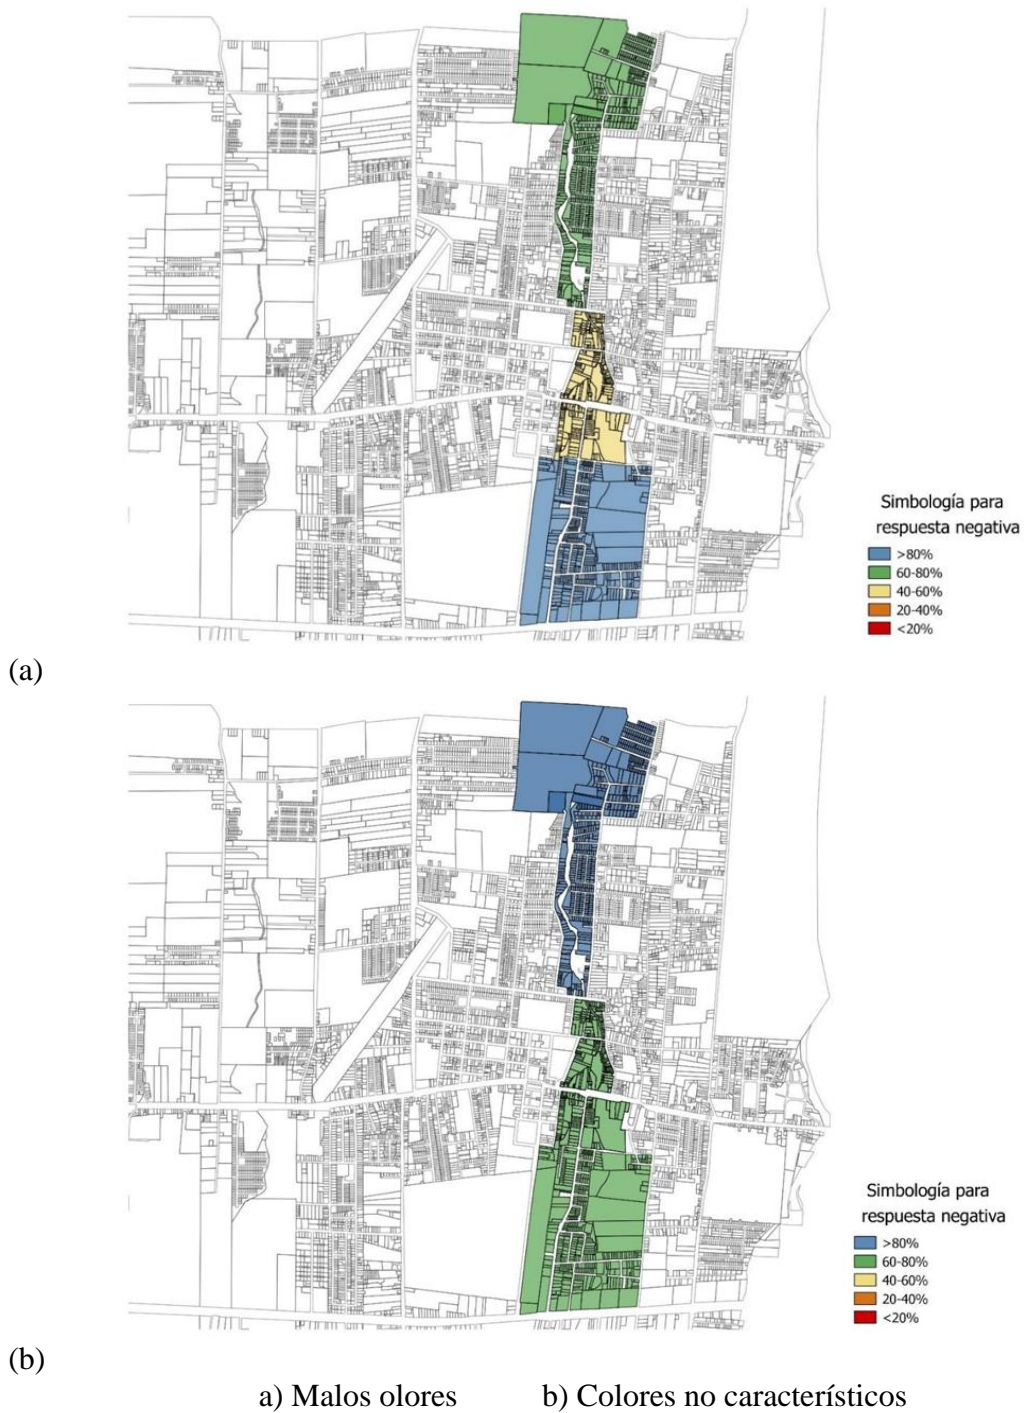 Simbología para
respuesta negativa
>80%
60-80%
40-60%
20-40%
<20%
(a)
Simbología para
respuesta negativa
>80%
60-80%
40-60%
20-40%
<20%
(b)
a) Malos olores b) Colores no característicos